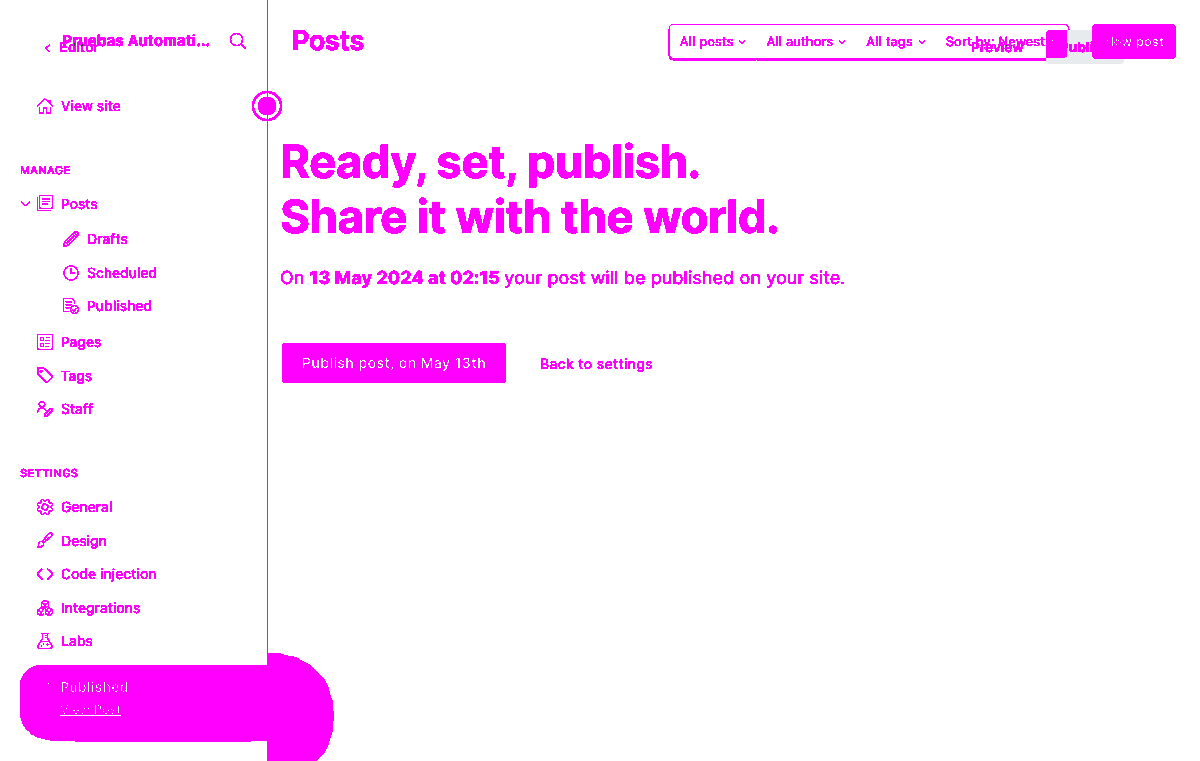 Pruebas Automati...
Editor
Posts
All posts
All authors
All tags
Sort by: Newest
Preview
New post
View site
MANAGE
Posts
Drafts
Scheduled
Published
Pages
Tags
Staff
SETTINGS
General
Design
Code injection
Integrations
Labs
Published
View Post
Ready, set, publish.
Share it with the world.
On 13 May 2024 at 02:15 your post will be published on your site.
Publish post, on May 13th
Back to settings